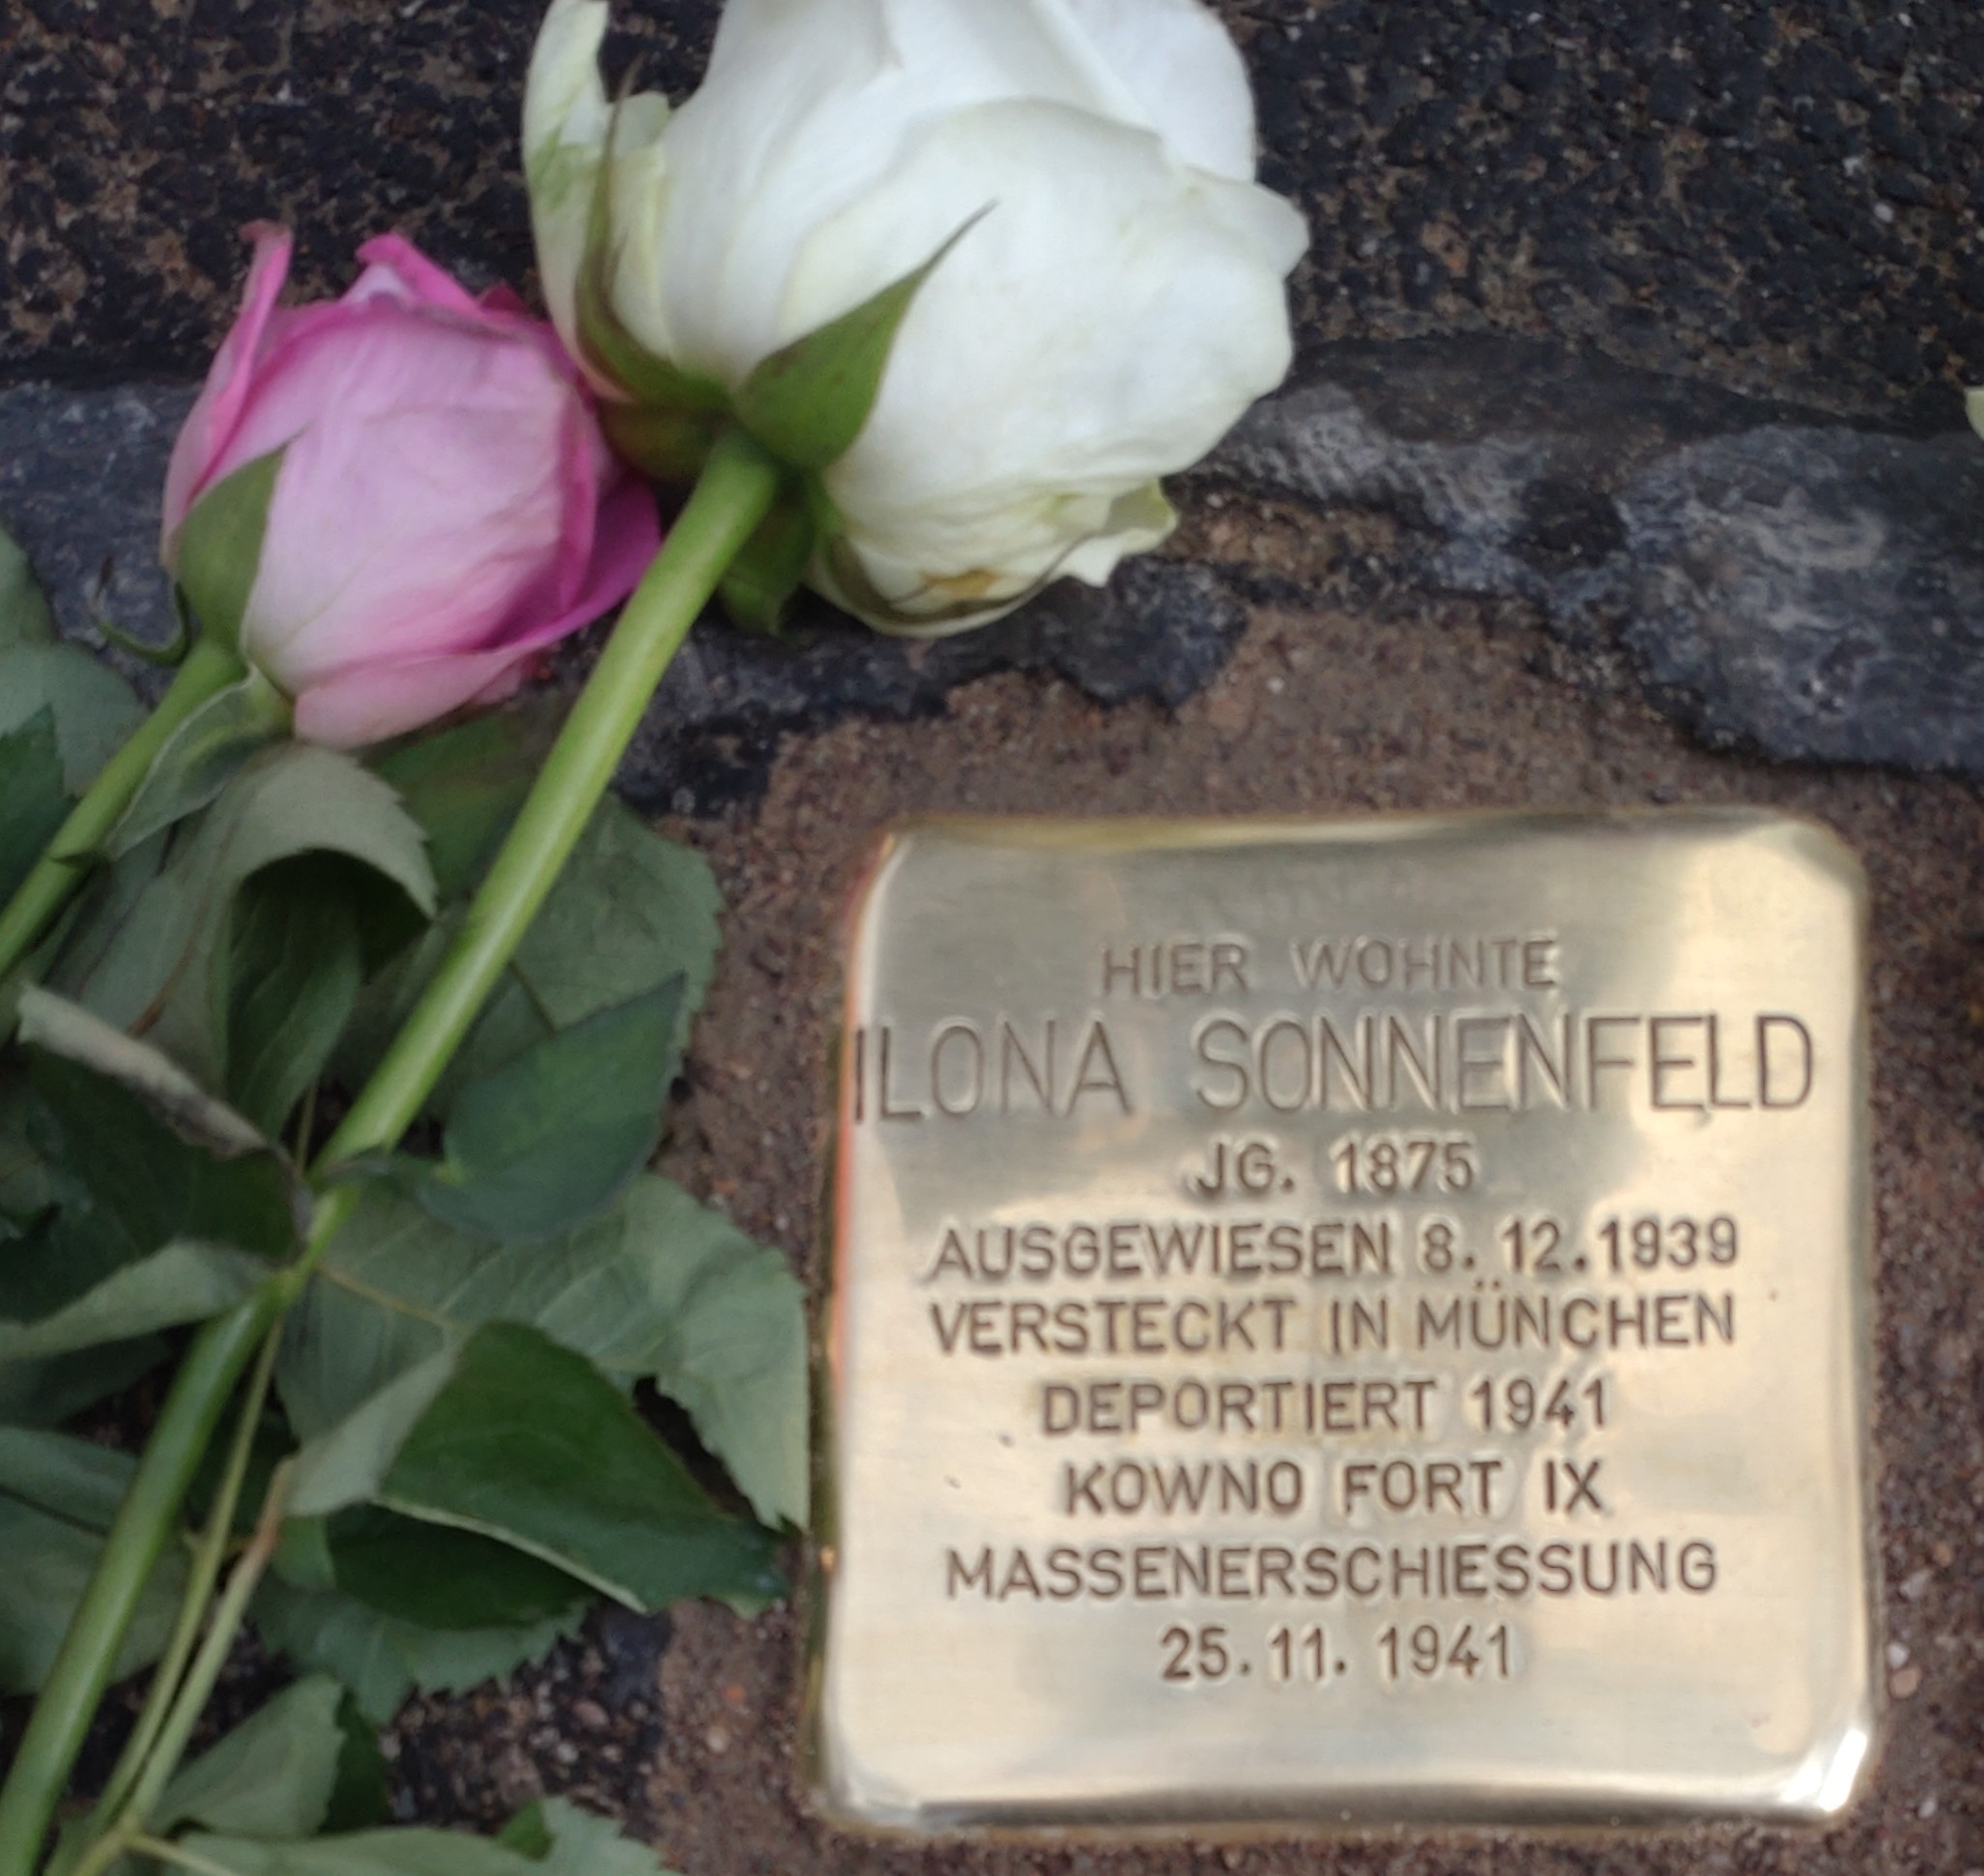 HIER WOHNTE
ILONA SONNENFELD
JG. 1875
AUSGEWIESEN 8.12.1939
VERSTECKT IN MÜNCHEN
DEPORTIERT 1941
KOWNO FORT IX
MASSENERSCHIESSUNG
25.11.1941